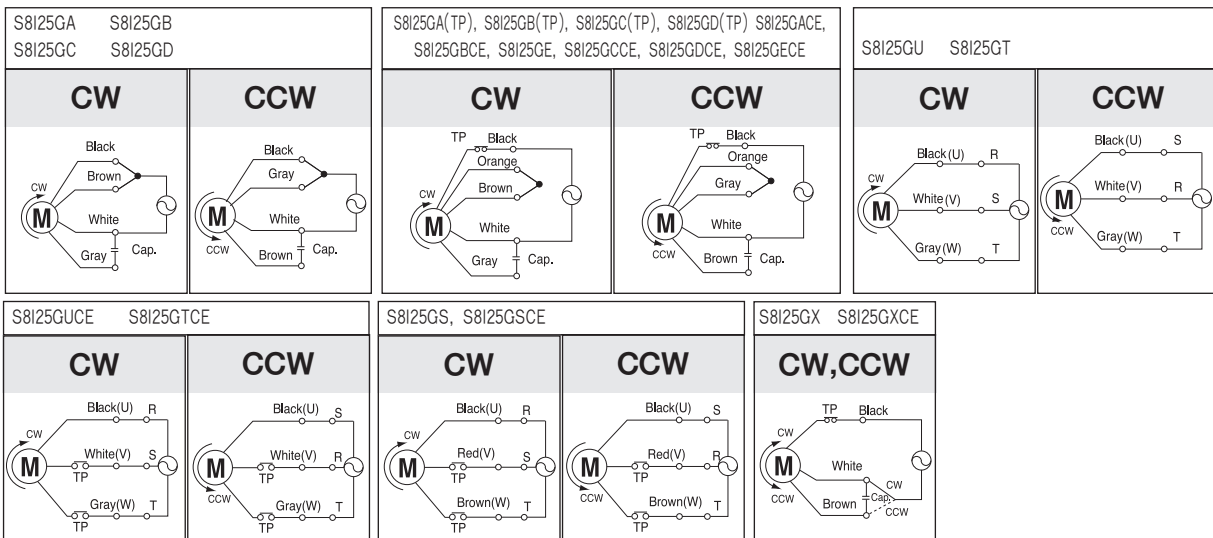 S8I25GA S8I25GB
S8I25GC S8I25GD
CW CCW
Black
Brown
CW
M
White
Gray
Cap.
Black
Gray
M
White
CCW
Brown
Cap.
S8I25GA(TP), S8I25GB(TP), S8I25GC(TP), S8I25GD(TP) S8I25GACE,
S8I25GBCE, S8I25GE, S8I25GCCE, S8I25GDCE, S8I25GECE
CW CCW
TP Black
Orange
CW
Brown
M
White
Gray
Cap.
TP Black
Orange
Gray
M
White
CCW
Brown
Cap.
S8I25GU S8I25GT
CW CCW
Black(U) R
CW
White(V) S
M
Gray(W) T
Black(U) S
White(V) R
M
CCW
Gray(W) T
S8I25GUCE S8I25GTCE
CW CCW
Black(U) R
CW
White(V) S
M
TP
Gray(W) T
TP
Black(U) S
White(V) R
M
TP
CCW
Gray(W) T
TP
S8I25GS, S8I25GSCE
CW CCW
Black(U) R
CW
Red(V) S
M
TP
Brown(W) T
TP
Black(U) S
Red(V) R
M
TP
CCW
Brown(W) T
TP
S8I25GX S8I25GXCE
CW,CCW
TP Black
CW
M
White
CW
Cap.
CCW
Brown
CCW